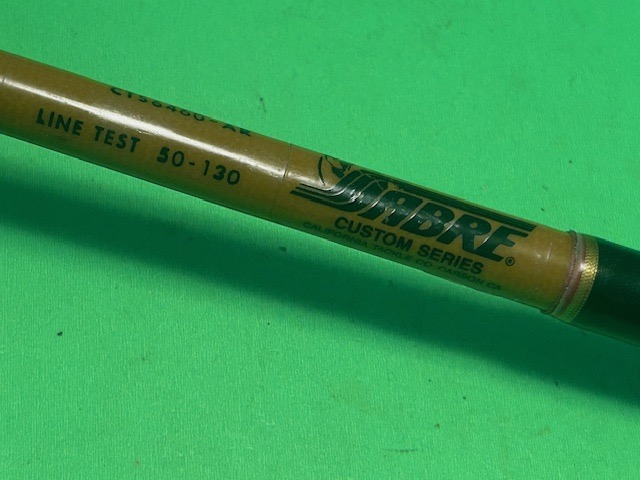 LINE TEST 50-130
SABRE®
CUSTOM SERIES
CALIFORNIA TACKLE CO. CARSON CA